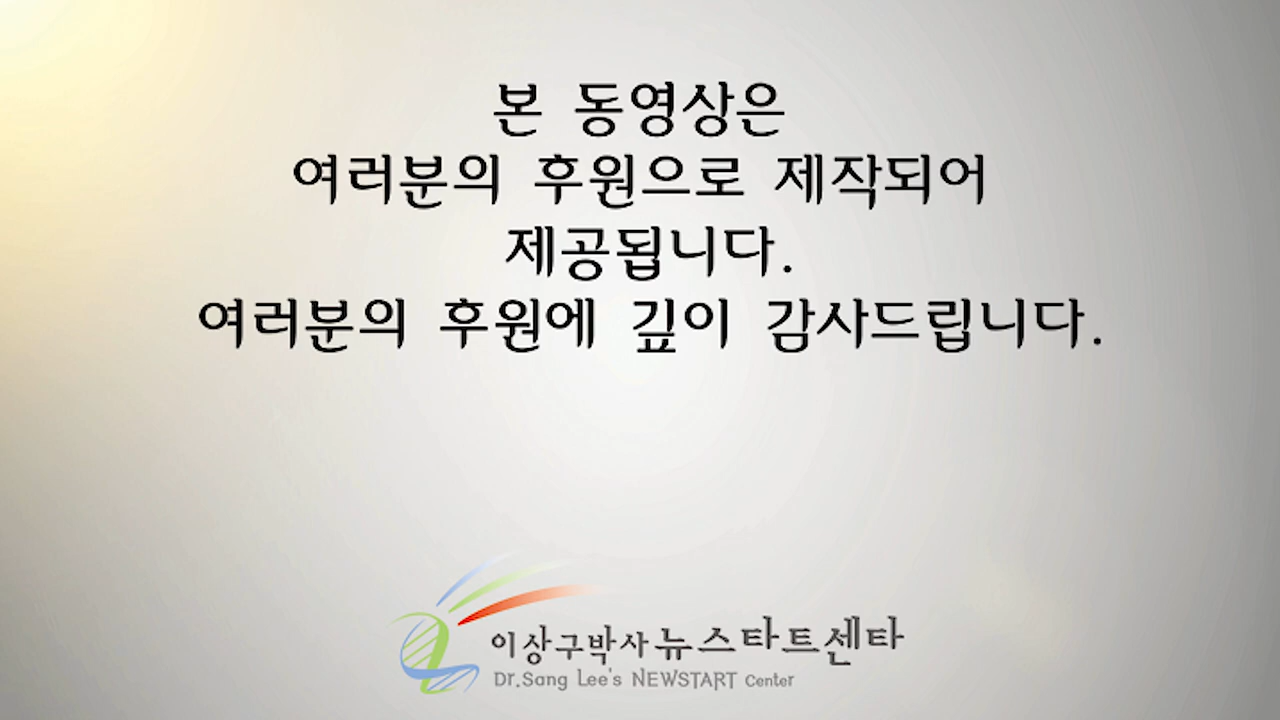 본 동영상은
여러분의 후원으로 제작되어
제공됩니다.
여러분의 후원에 깊이 감사드립니다.
이상구박사 뉴스타트센타
Dr.Sang Lee's NEWSTART Center